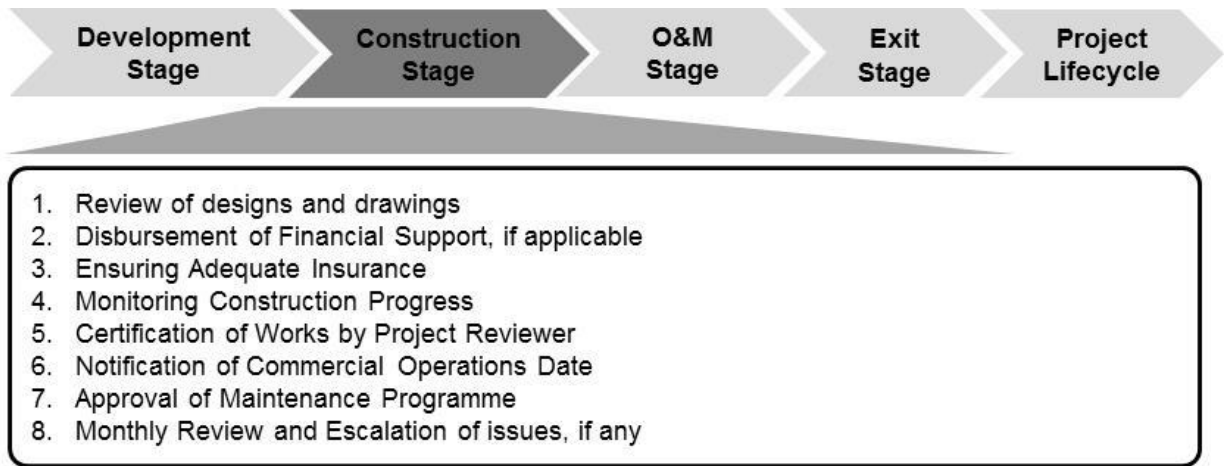 Development
Stage
Construction
Stage
O&M
Stage
Exit
Stage
Project
Lifecycle
1. Review of designs and drawings
2. Disbursement of Financial Support, if applicable
3. Ensuring Adequate Insurance
4. Monitoring Construction Progress
5. Certification of Works by Project Reviewer
6. Notification of Commercial Operations Date
7. Approval of Maintenance Programme
8. Monthly Review and Escalation of issues, if any